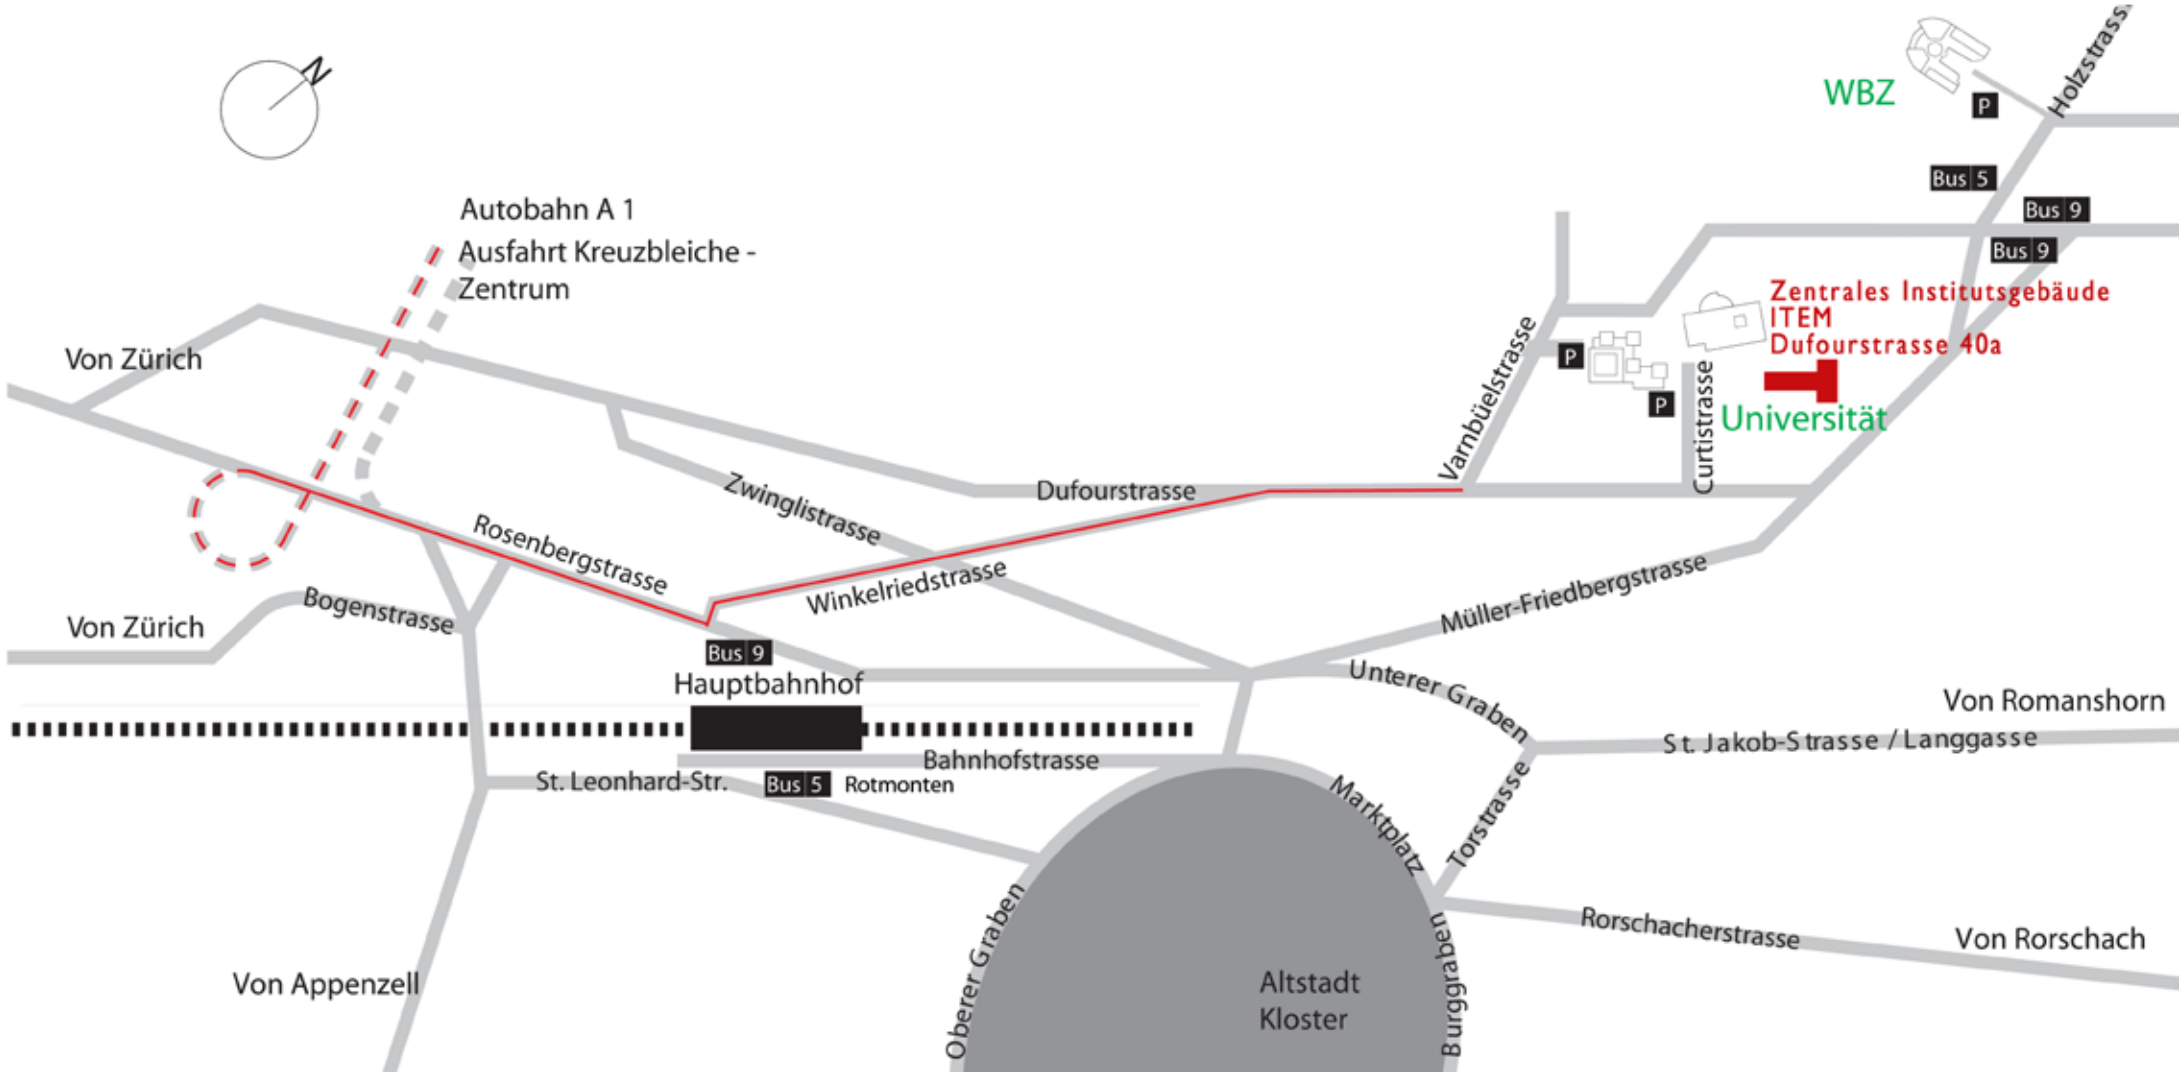 N
WBZ
P
Holzstrasse
Bus 5
Bus 9
Bus 9
Autobahn A 1
Ausfahrt Kreuzbleiche -
Zentrum
Von Zürich
Zentrales Institutsgebäude
ITEM
Dufourstrasse 40a
P
P
Universität
Varnbüelstrasse
Curtistrasse
Dufourstrasse
Zwinglistrasse
Rosenbergstrasse
Winkelriedstrasse
Müller-Friedbergstrasse
Bogenstrasse
Von Zürich
Bus 9
Hauptbahnhof
Unterer Graben
Von Romanshorn
St. Jakob-Strasse / Langgasse
Bahnhofstrasse
St. Leonhard-Str.
Bus 5 Rotmonten
Marktplatz
Torstrasse
Oberer Graben
Burggraben
Rorschacherstrasse
Von Rorschach
Von Appenzell
Altstadt
Kloster